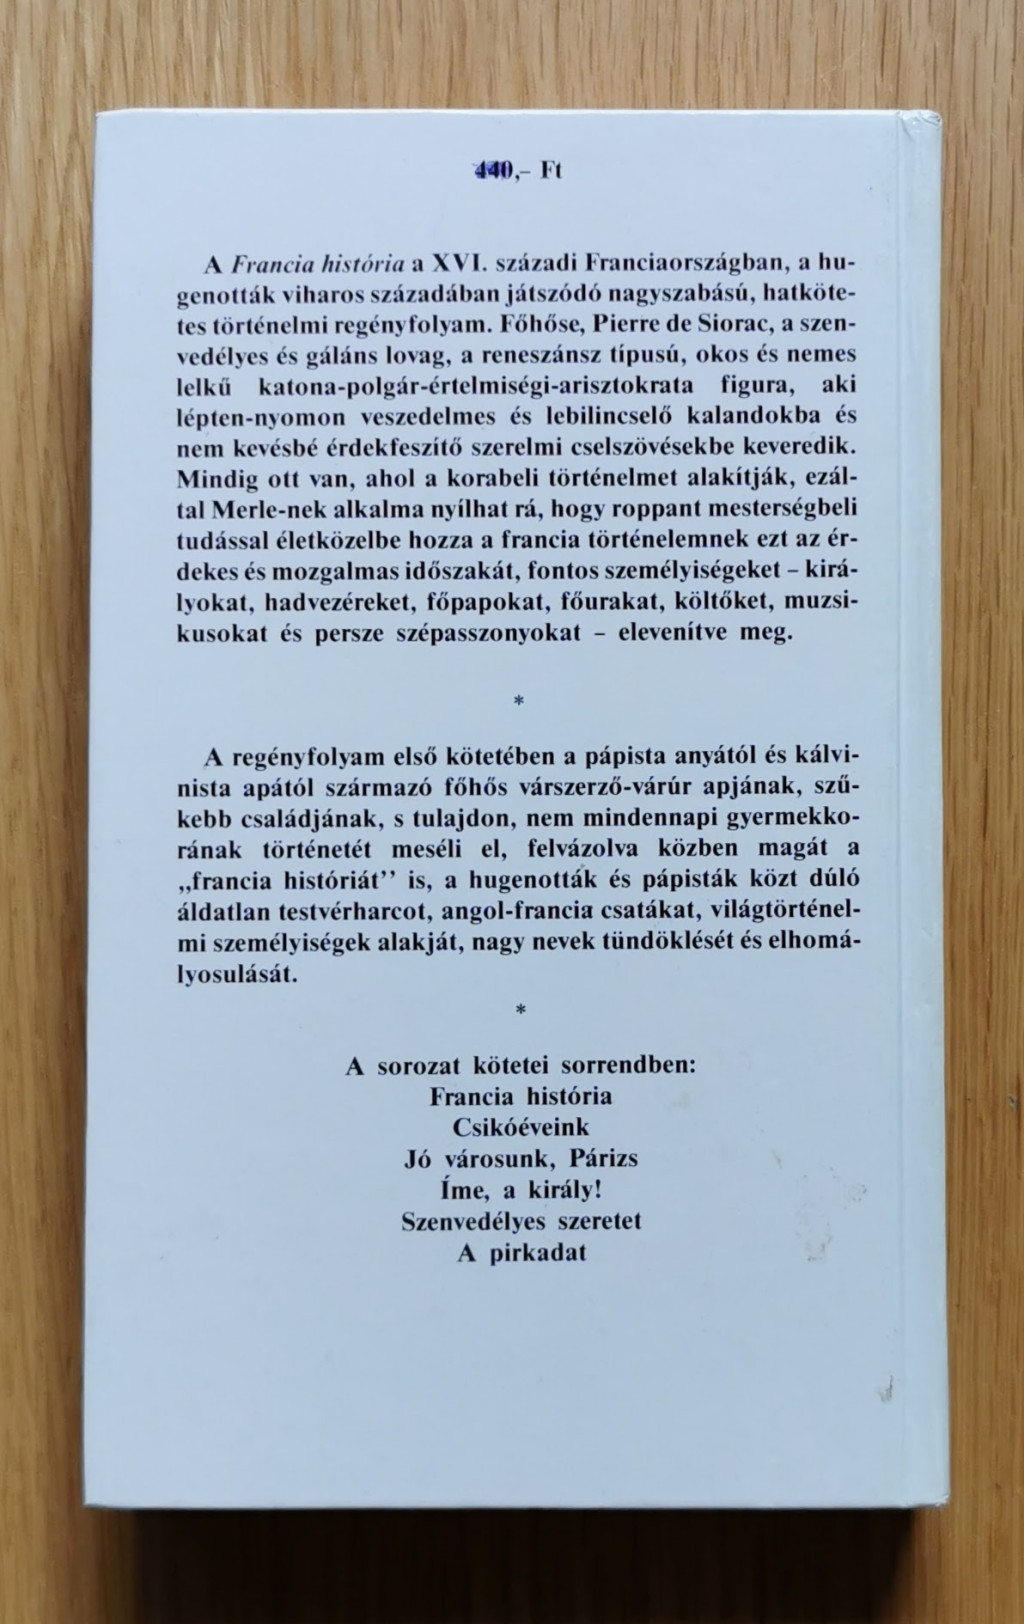 440,– Ft
A Francia história a XVI. századi Franciaországban, a hu-
genották viharos századában játszódó nagyszabású, hatköte-
tes történelmi regényfolyam. Főhőse, Pierre de Siorac, a szen-
vedélyes és gáláns lovag, a reneszánsz típusú, okos és nemes
lelkű katona-polgár-értelmiségi-arisztokrata figura, aki
lépten-nyomon veszedelmes és lebilincselő kalandokba és
nem kevésbé érdekfeszítő szerelmi cselszövésekbe keveredik.
Mindig ott van, ahol a korabeli történelmet alakítják, ezál-
tal Merle-nek alkalma nyílhat rá, hogy roppant mesterségbeli
tudással életközelbe hozza a francia történelemnek ezt az ér-
dekes és mozgalmas időszakát, fontos személyiségeket – kirá-
lyokat, hadvezéreket, főpapokat, főurakat, költőket, muzsi-
kusokat és persze szépasszonyokat – elevenítve meg.
*
A regényfolyam első kötetében a pápista anyától és kálvi-
nista apától származó főhős várszerző-várúr apjának, szű-
kebb családjának, s tulajdon, nem mindennapi gyermekko-
rának történetét meséli el, felvázolva közben magát a
„francia históriát” is, a hugenották és pápisták közt dúló
áldatlan testvérharcot, angol-francia csatákat, világtörténel-
mi személyiségek alakját, nagy nevek tündöklését és elhomá-
lyosulását.
*
A sorozat kötetei sorrendben:
Francia história
Csikóéveink
Jó városunk, Párizs
Íme, a király!
Szenvedélyes szeretet
A pirkadat